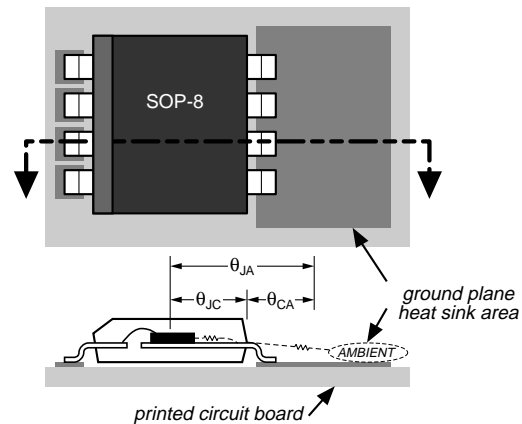 SOP-8
θJA
θJC
θCA
ground plane
heat sink area
AMBIENT
printed circuit board